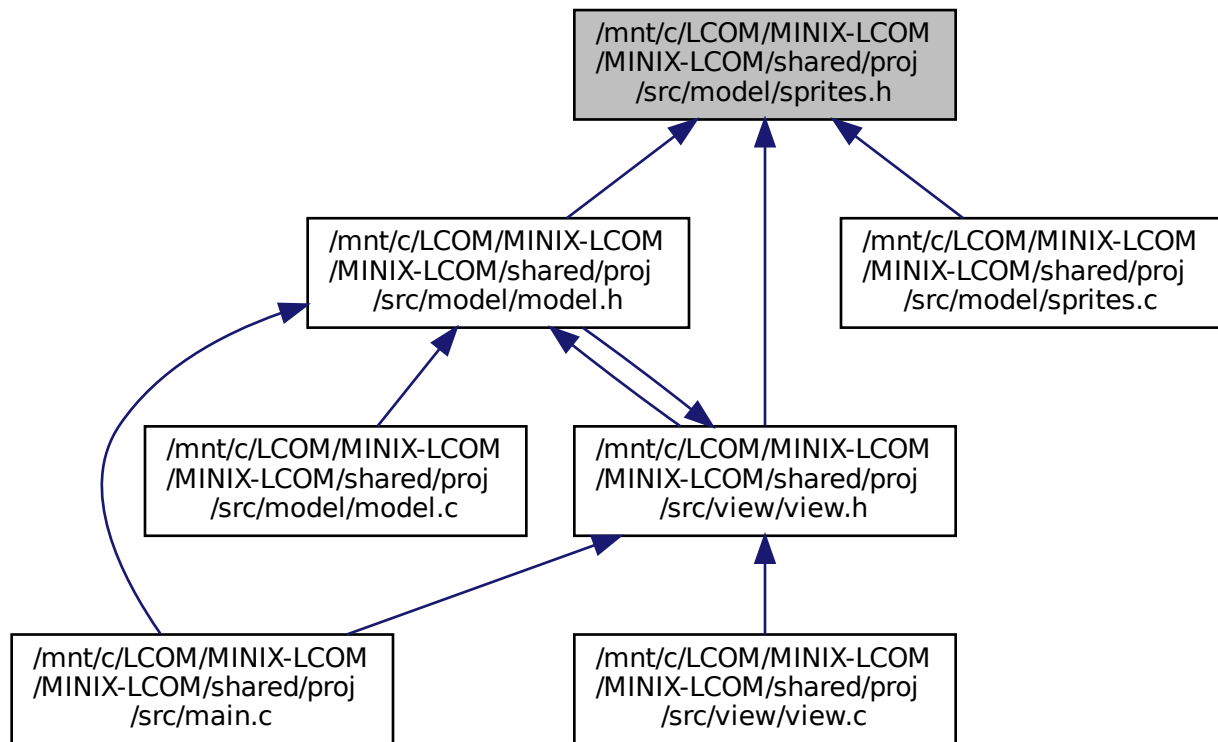 /mnt/c/LCOM/MINIX-LCOM
/MINIX-LCOM/shared/proj
/src/model/sprites.h
/mnt/c/LCOM/MINIX-LCOM
/MINIX-LCOM/shared/proj
/src/model/model.h
/mnt/c/LCOM/MINIX-LCOM
/MINIX-LCOM/shared/proj
/src/model/sprites.c
/mnt/c/LCOM/MINIX-LCOM
/MINIX-LCOM/shared/proj
/src/model/model.c
/mnt/c/LCOM/MINIX-LCOM
/MINIX-LCOM/shared/proj
/src/view/view.h
/mnt/c/LCOM/MINIX-LCOM
/MINIX-LCOM/shared/proj
/src/main.c
/mnt/c/LCOM/MINIX-LCOM
/MINIX-LCOM/shared/proj
/src/view/view.c